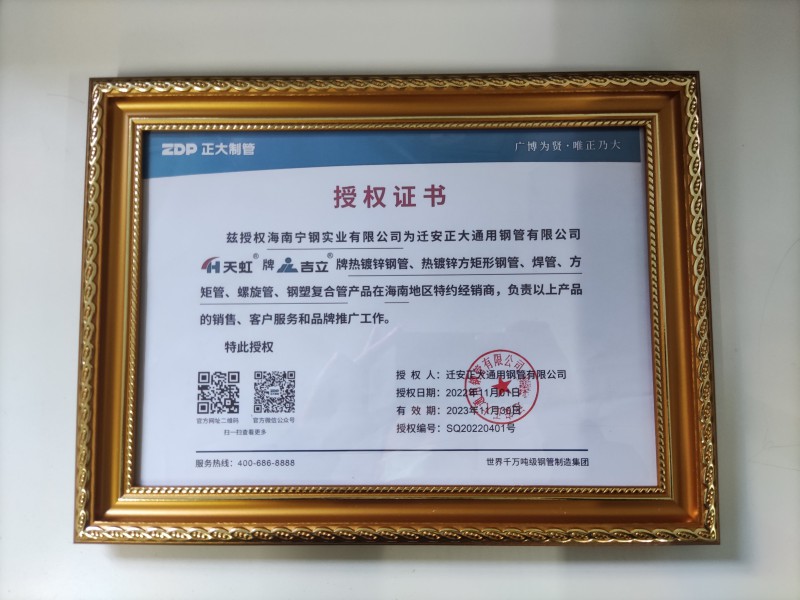 ZDP 正大制管
广博为贤·唯正乃大
授权证书
兹授权海南宁钢实业有限公司为迁安正大通用钢管有限公司
天虹®牌 吉立®牌热镀锌钢管、热镀锌方矩形钢管、焊管、方
矩管、螺旋管、钢塑复合管产品在海南地区特约经销商，负责以上产品
的销售、客户服务和品牌推广工作。
特此授权
授 权 人：迁安正大通用钢管有限公司
授权日期：2022年11月01日
有 效 期：2023年11月30日
授权编号：SQ20220401号
官方网址二维码 官方微信公众号
扫一扫查看更多
服务热线：400-686-8888
世界千万吨级钢管制造集团